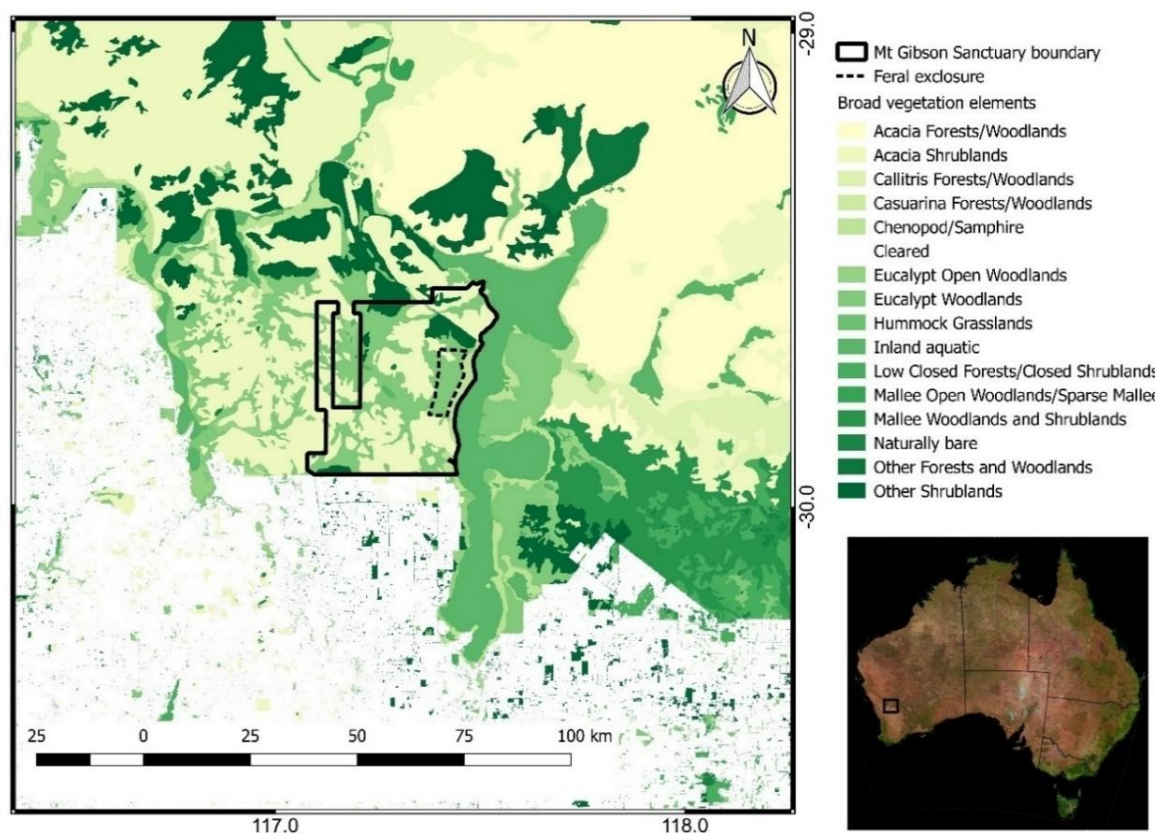 N
-29.0
-30.0
25 0 25 50 75 100 km
117.0 118.0
Mt Gibson Sanctuary boundary
Feral exclosure
Broad vegetation elements
Acacia Forests/Woodlands
Acacia Shrublands
Callitris Forests/Woodlands
Casuarina Forests/Woodlands
Chenopod/Samphire
Cleared
Eucalypt Open Woodlands
Eucalypt Woodlands
Hummock Grasslands
Inland aquatic
Low Closed Forests/Closed Shrublands
Mallee Open Woodlands/Sparse Mallee
Mallee Woodlands and Shrublands
Naturally bare
Other Forests and Woodlands
Other Shrublands